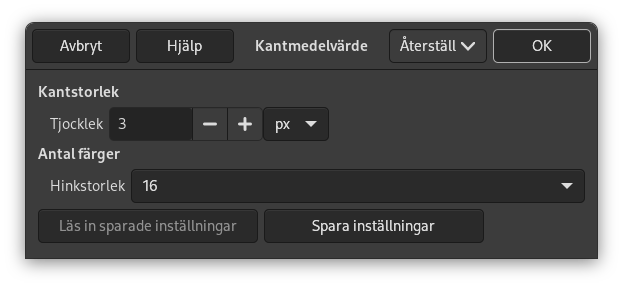 Avbryt Hjälp Kantmedelvärde Återställ OK
Kantstorlek
Tjocklek 3 px
Antal färger
Hinkstorlek 16
Läs in sparade inställningar Spara inställningar